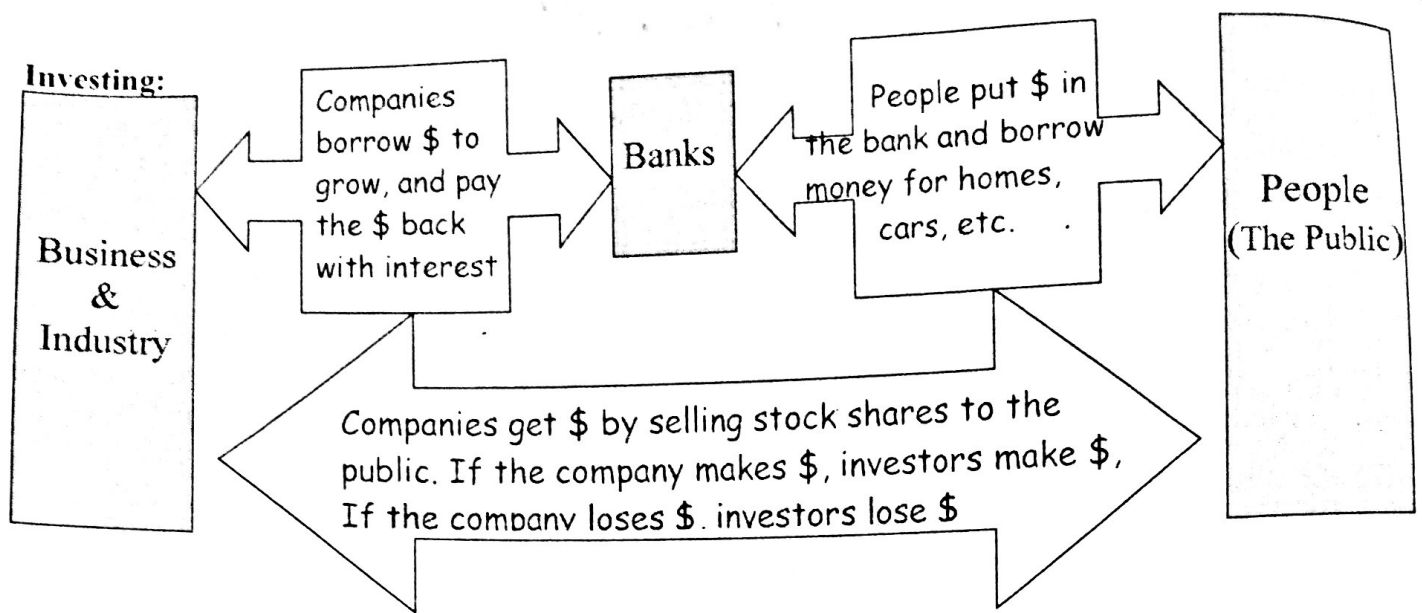 Investing:
Business
&
Industry
Companies
borrow $ to
grow, and pay
the $ back
with interest
Banks
People put $ in
the bank and borrow
money for homes,
cars, etc.
People
(The Public)
Companies get $ by selling stock shares to the
public. If the company makes $, investors make $,
If the company loses $. investors lose $